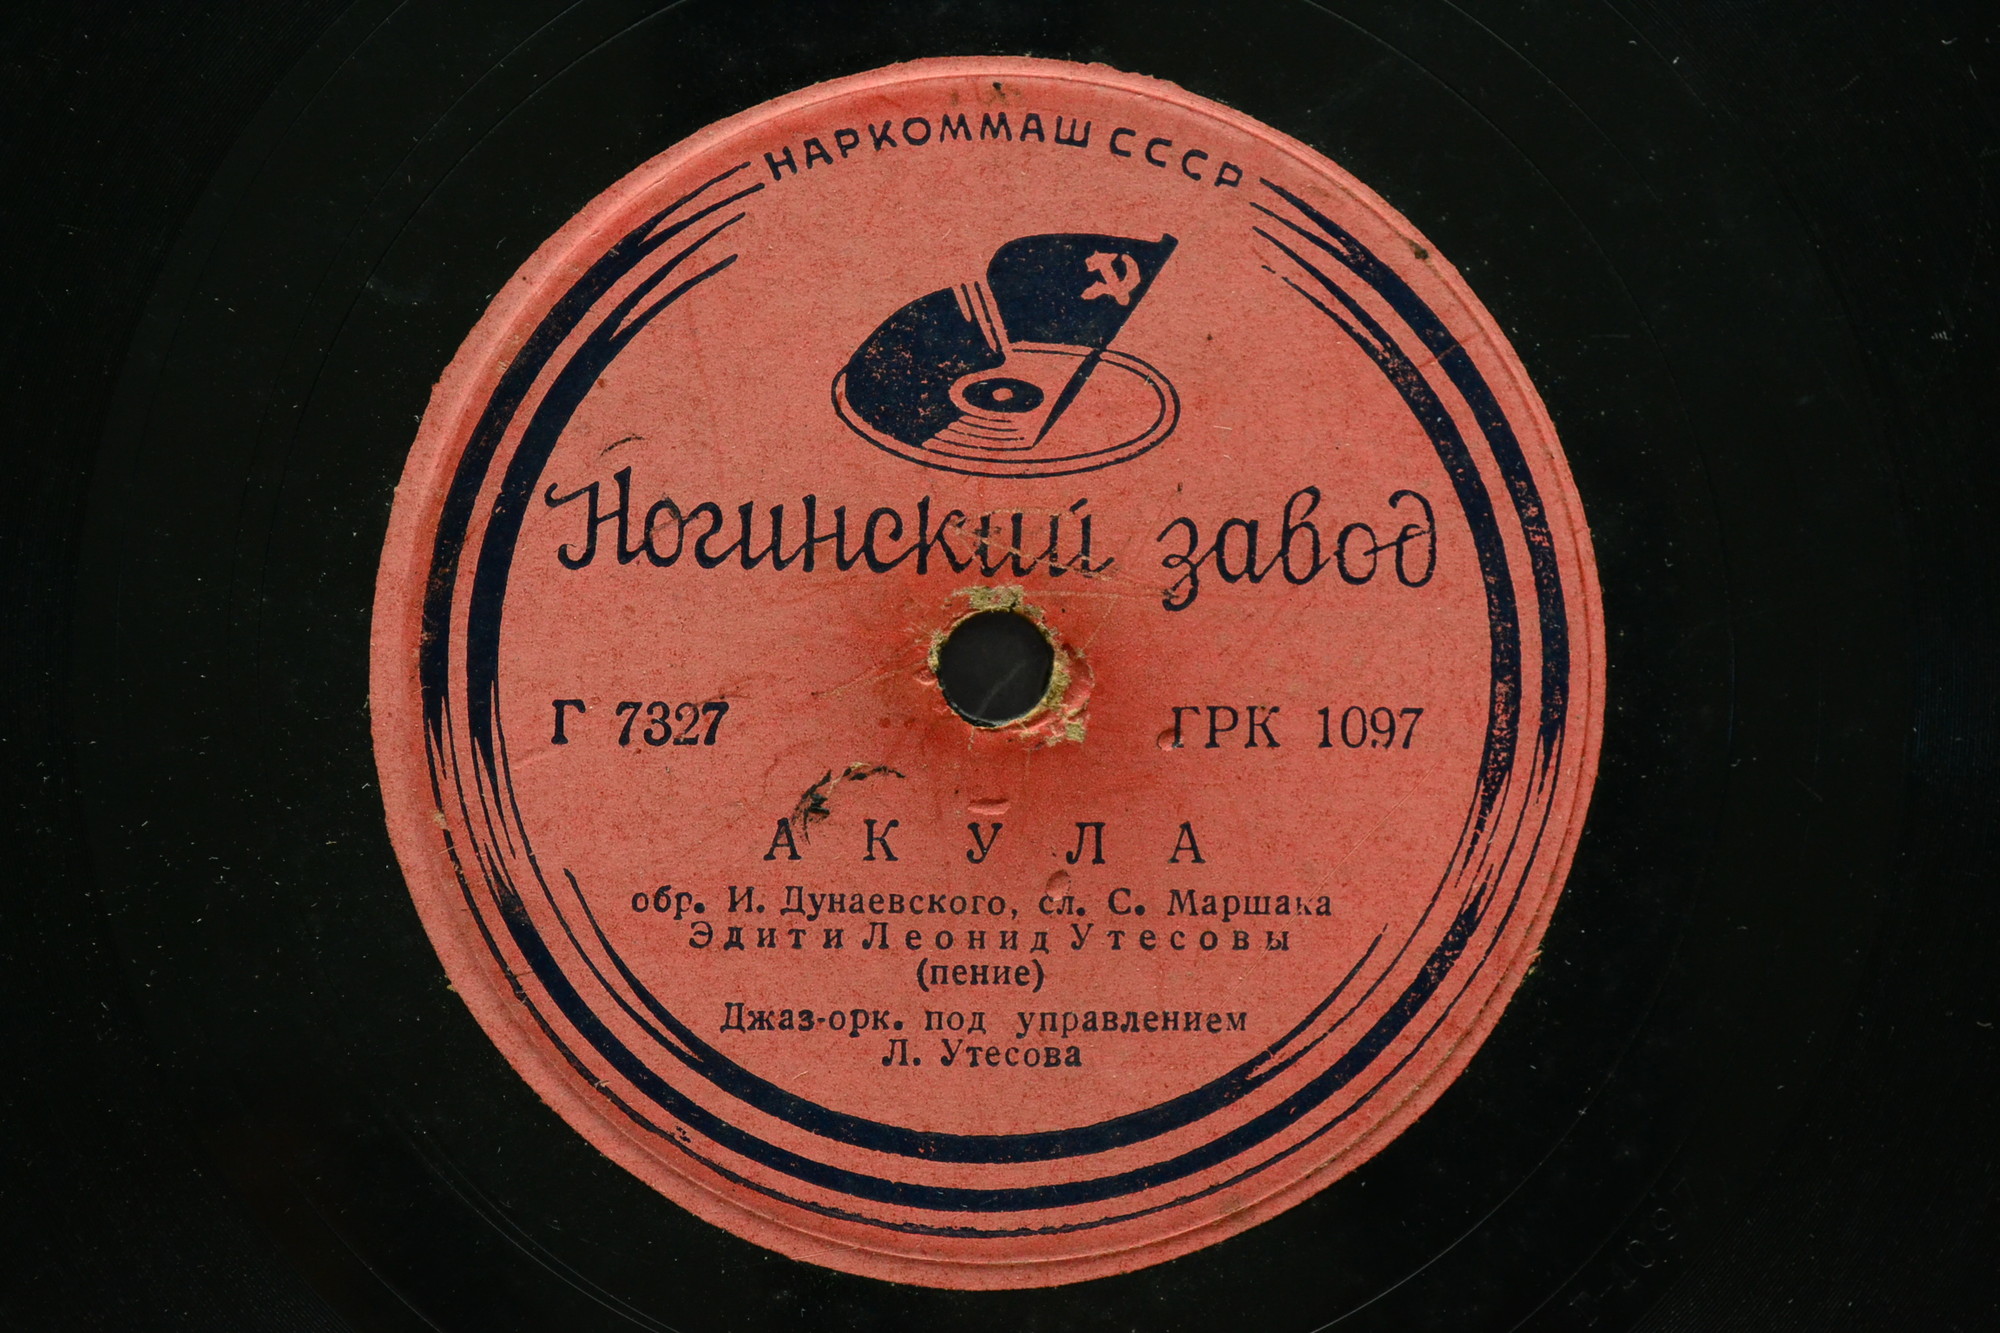 НАРКОММАШ СССР
Ногинский завод
Г 7327 ГРК 1097
АКУЛА
обр. И. Дунаевского, сл. С. Маршака
Эдит и Леонид Утесовы
(пение)
Джаз-орк. под управлением
Л. Утесова